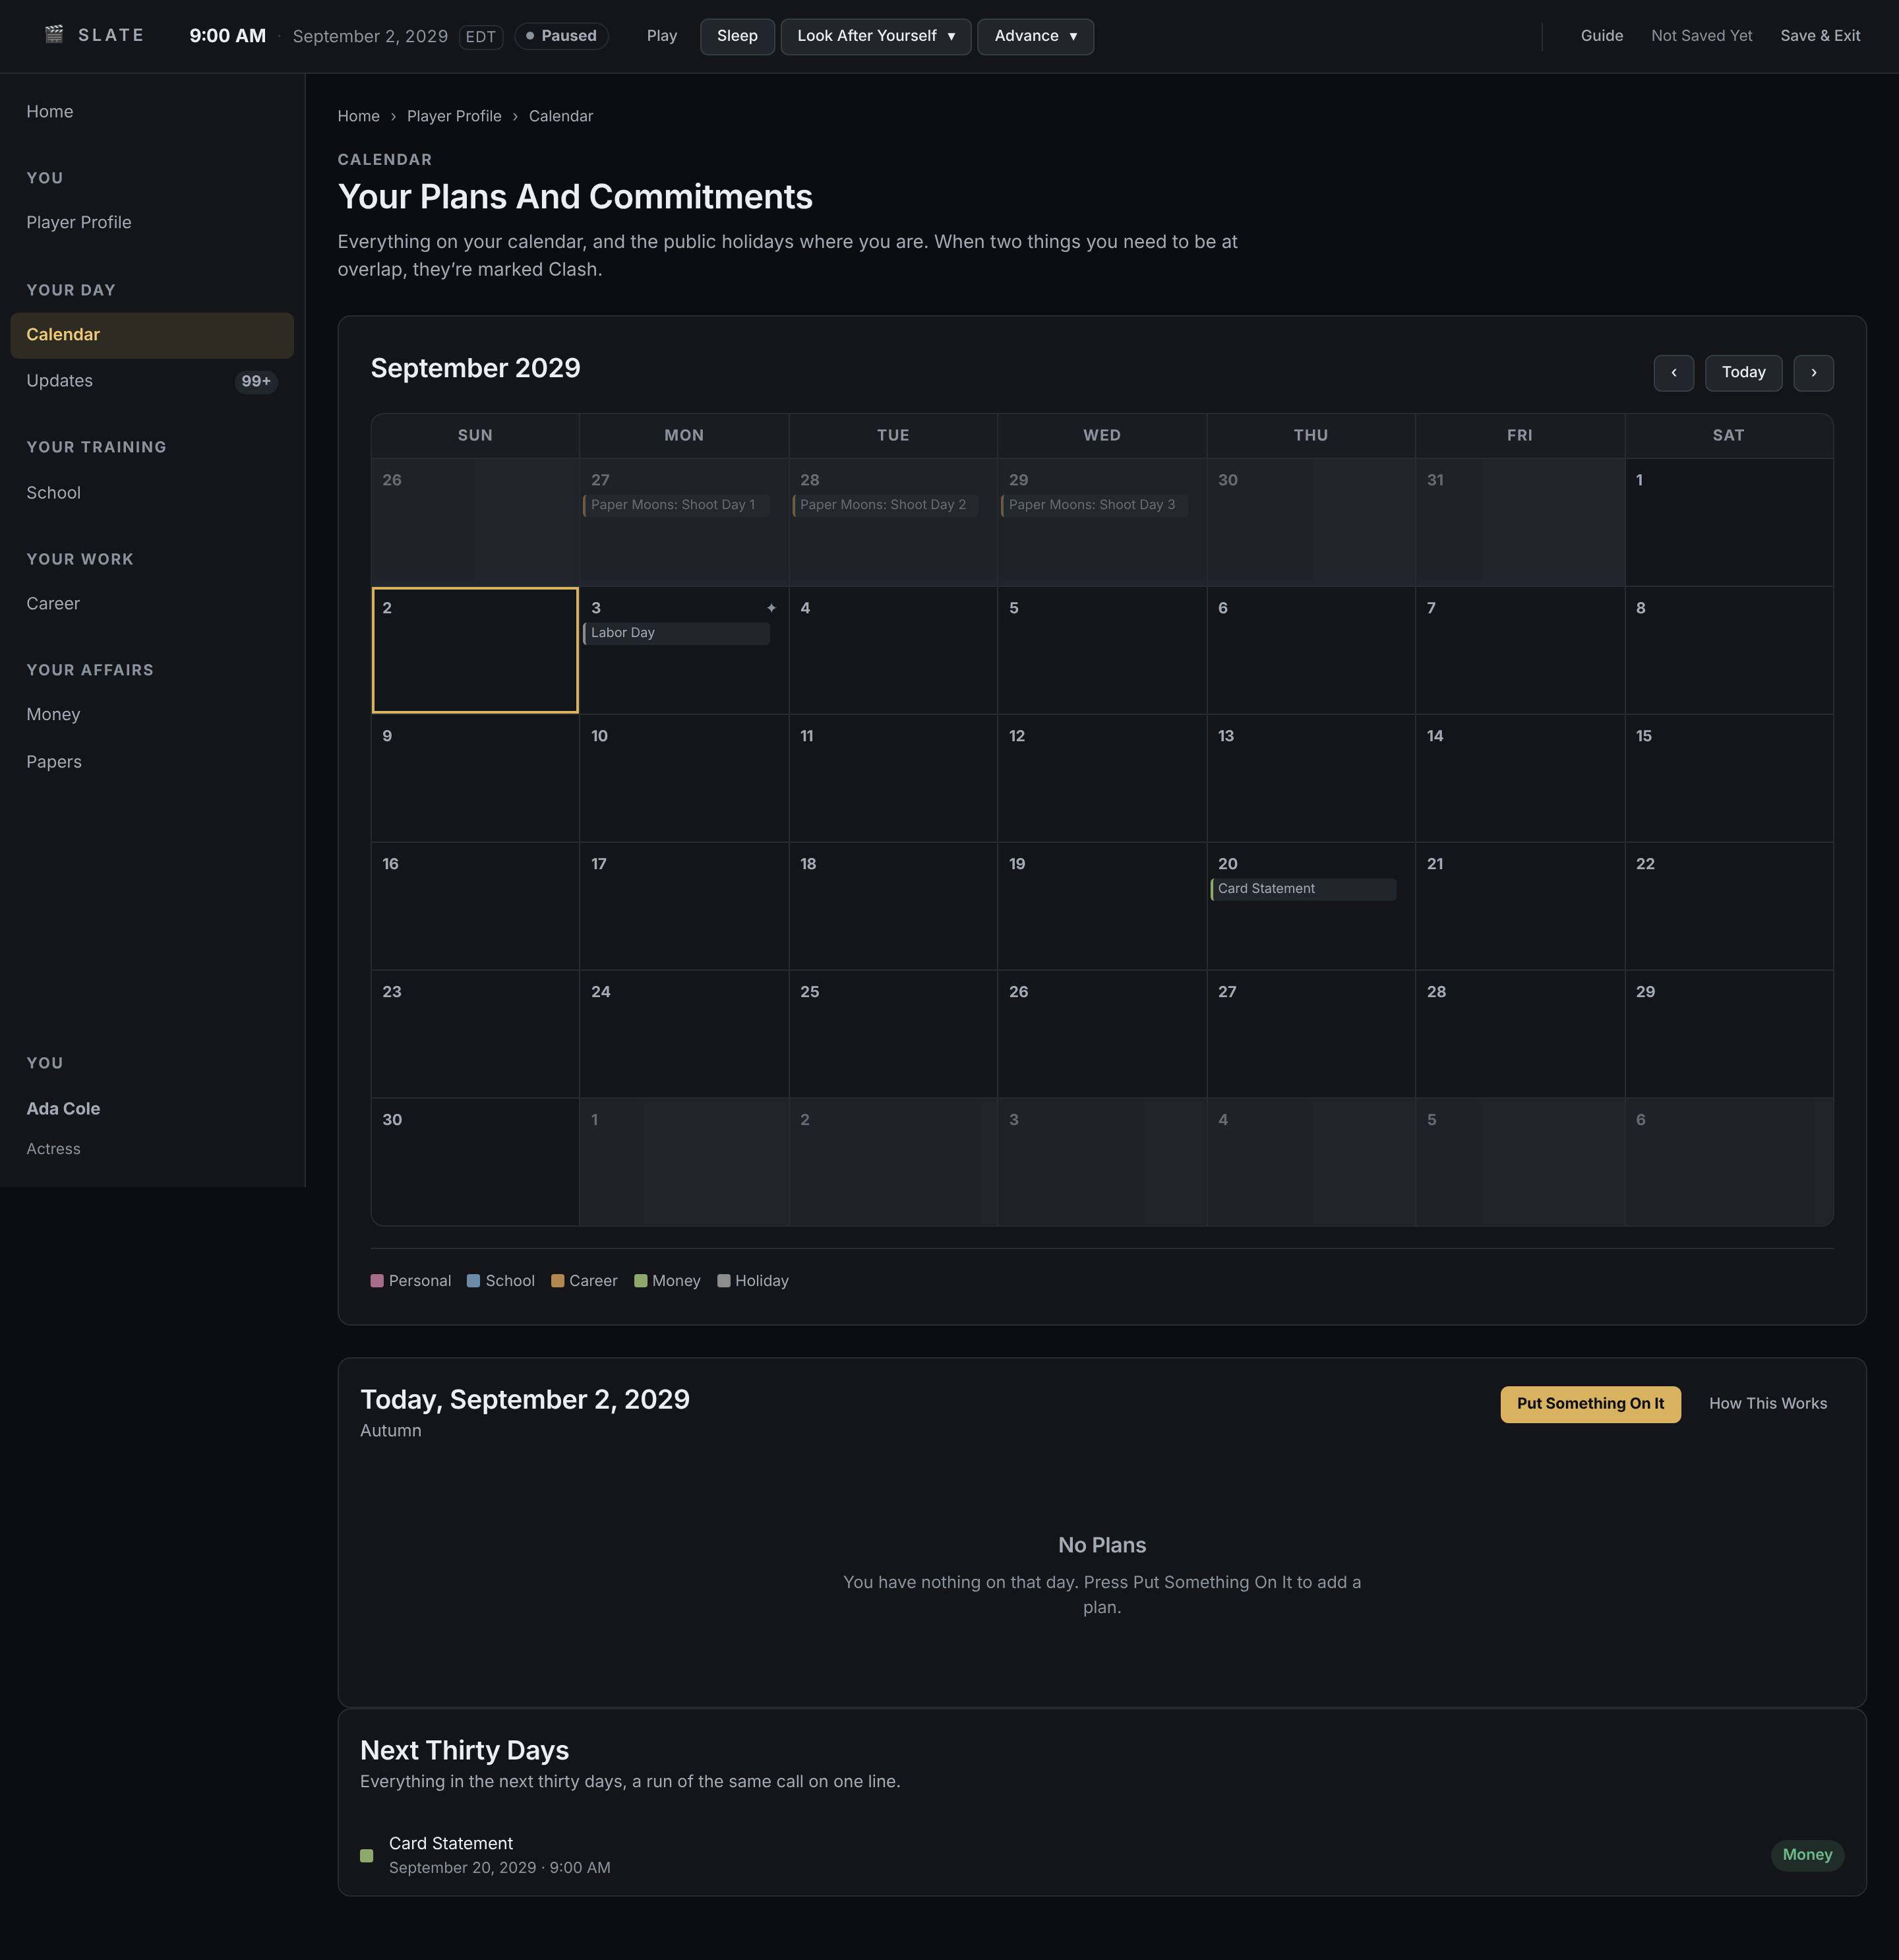 SLATE
9:00 AM · September 2, 2029 EDT Paused Play Sleep Look After Yourself ▾ Advance ▾ Guide Not Saved Yet Save & Exit
Home
YOU
Player Profile
YOUR DAY
Calendar
Updates 99+
YOUR TRAINING
School
YOUR WORK
Career
YOUR AFFAIRS
Money
Papers
YOU
Ada Cole
Actress
Home › Player Profile › Calendar
CALENDAR
Your Plans And Commitments
Everything on your calendar, and the public holidays where you are. When two things you need to be at
overlap, they’re marked Clash.
September 2029
‹ Today ›
SUN MON TUE WED THU FRI SAT
26 27 28 29 30 31 1
Paper Moons: Shoot Day 1 Paper Moons: Shoot Day 2 Paper Moons: Shoot Day 3
2 3 ✦ 4 5 6 7 8
Labor Day
9 10 11 12 13 14 15
16 17 18 19 20 21 22
Card Statement
23 24 25 26 27 28 29
30 1 2 3 4 5 6
Personal School Career Money Holiday
Today, September 2, 2029
Autumn
Put Something On It How This Works
No Plans
You have nothing on that day. Press Put Something On It to add a
plan.
Next Thirty Days
Everything in the next thirty days, a run of the same call on one line.
Card Statement
September 20, 2029 · 9:00 AM
Money